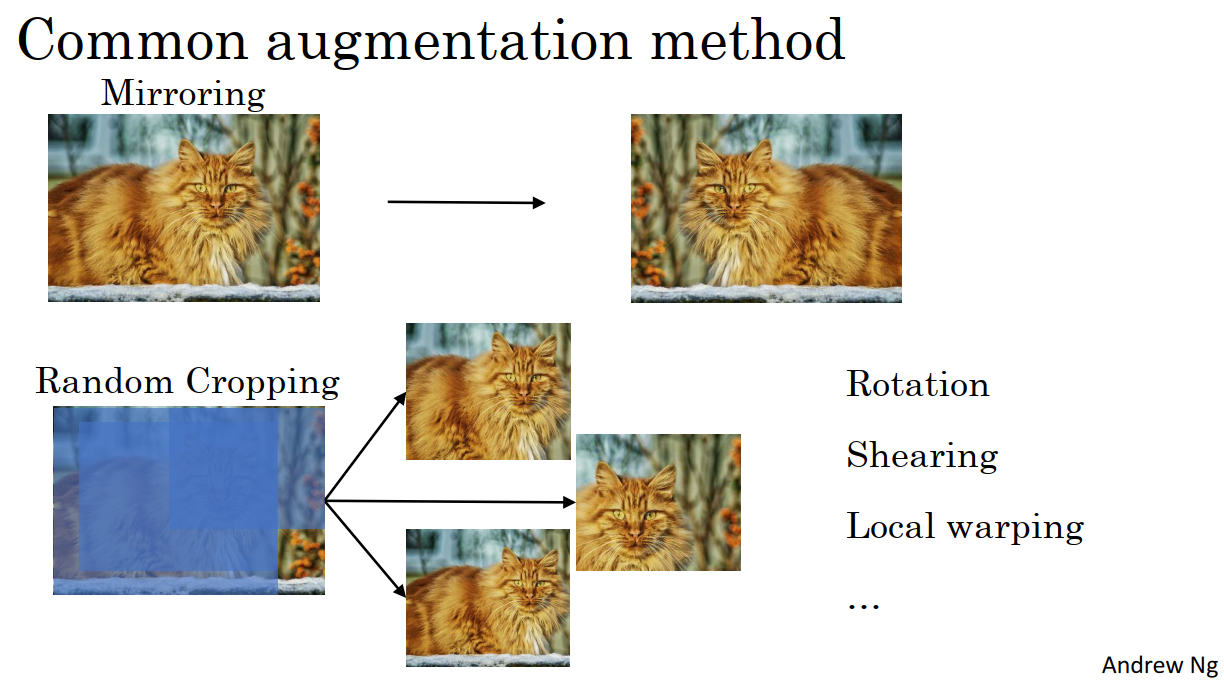 Common augmentation method
Mirroring
Random Cropping
Rotation
Shearing
Local warping
…
Andrew Ng